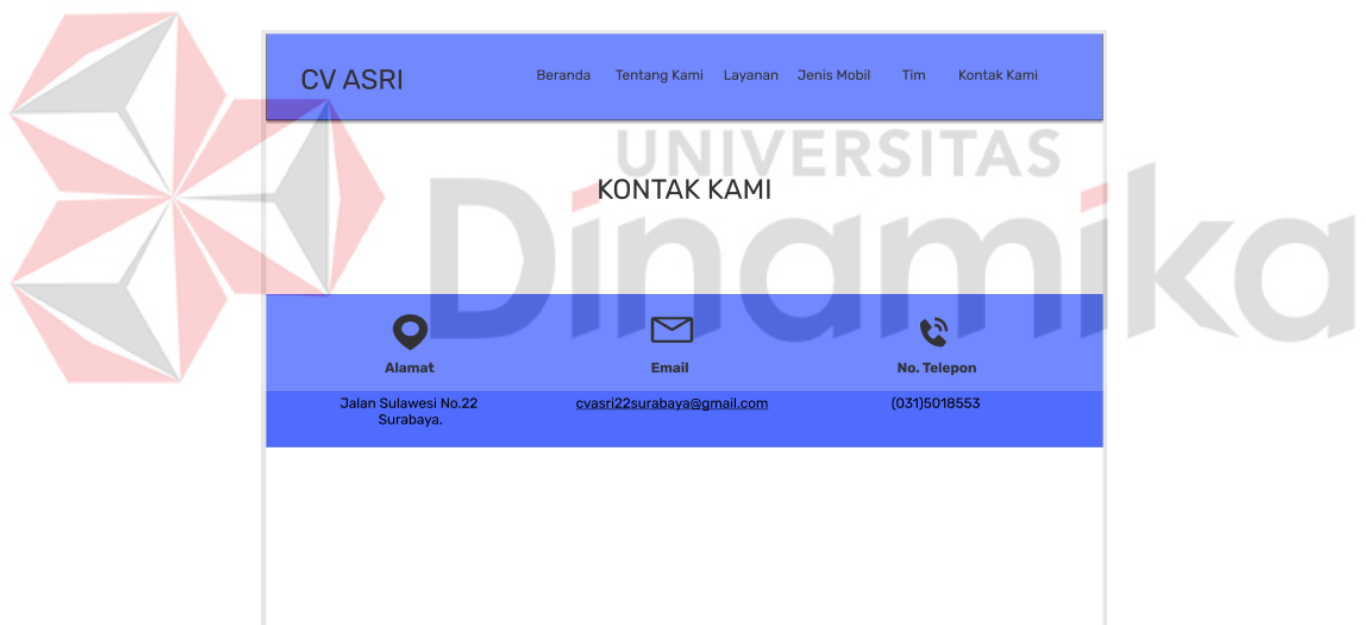 CV ASRI
Beranda Tentang Kami Layanan Jenis Mobil Tim Kontak Kami
UNIVERSITAS
Dinamika
KONTAK KAMI
Alamat Email No. Telepon
Jalan Sulawesi No.22 cvasri22surabaya@gmail.com (031)5018553
Surabaya.